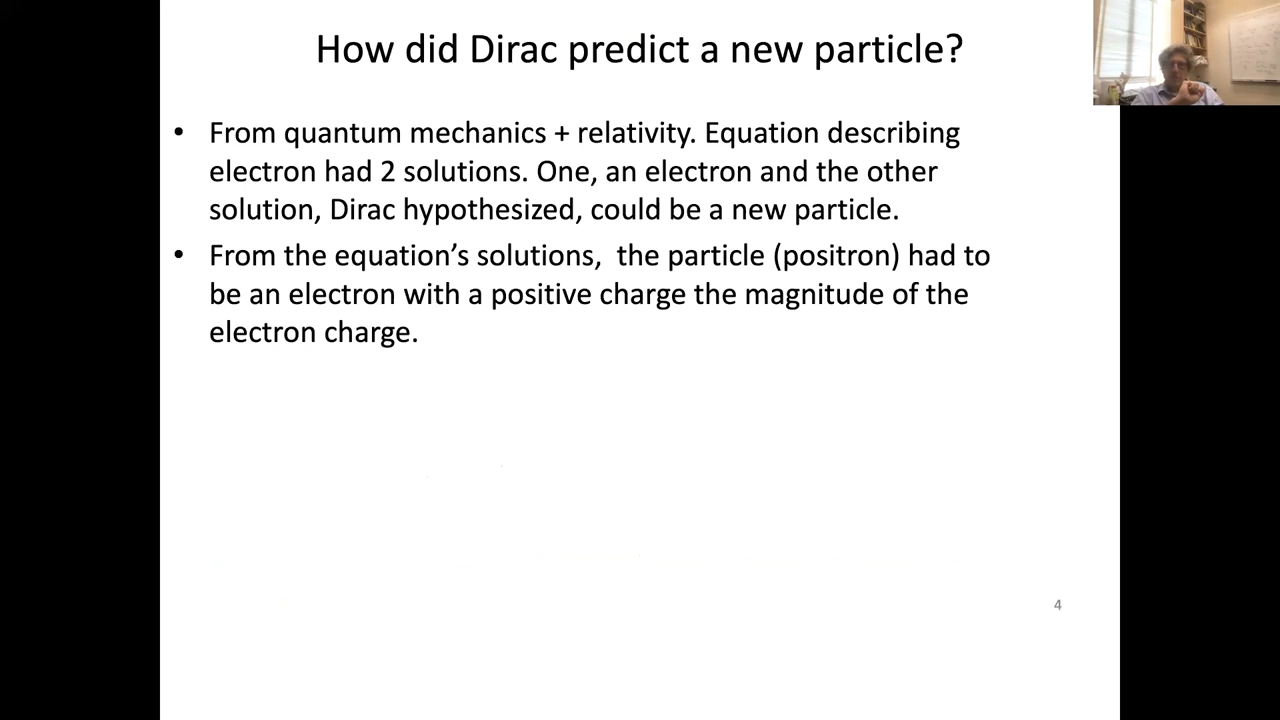 How did Dirac predict a new particle?
• From quantum mechanics + relativity. Equation describing
electron had 2 solutions. One, an electron and the other
solution, Dirac hypothesized, could be a new particle.
• From the equation’s solutions,  the particle (positron) had to
be an electron with a positive charge the magnitude of the
electron charge.
4